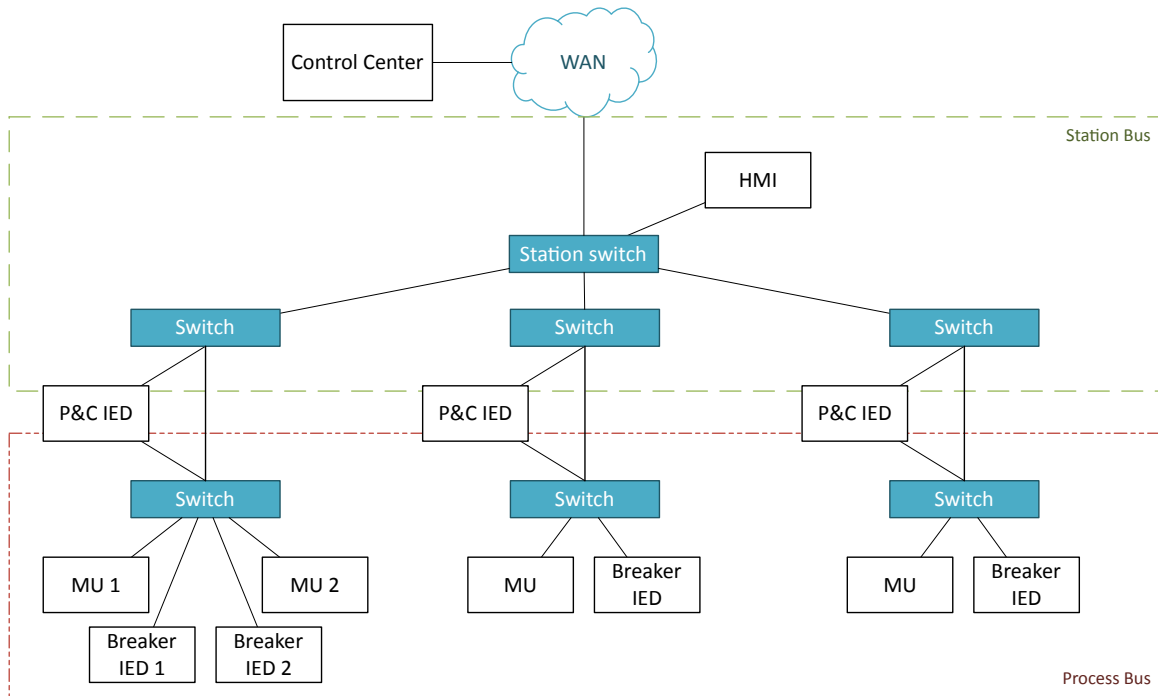 Control Center
WAN
Station Bus
HMI
Station switch
Switch
Switch
Switch
P&C IED
P&C IED
P&C IED
Switch
Switch
Switch
MU 1
MU 2
MU
Breaker
IED
MU
Breaker
IED
Breaker
IED 1
Breaker
IED 2
Process Bus